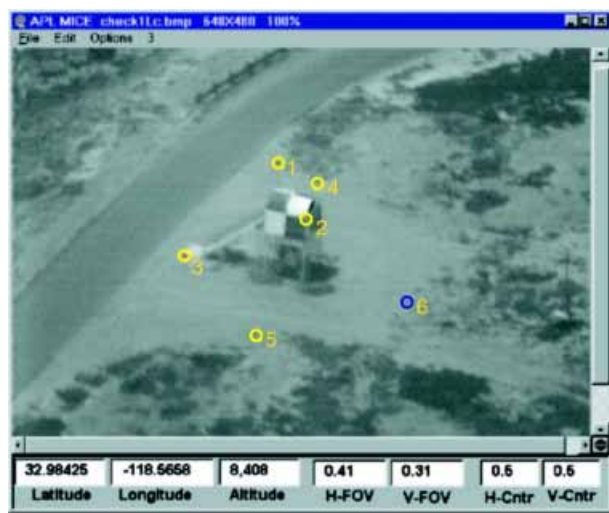 APL MICE check1Lc.bmp 640X480 100%
File Edit Options 3
1
4
2
3
6
5
32.98425 -118.5658 8,408 0.41 0.31 0.5 0.5
Latitude Longitude Altitude H-FOV V-FOV H-Cntr V-Cntr